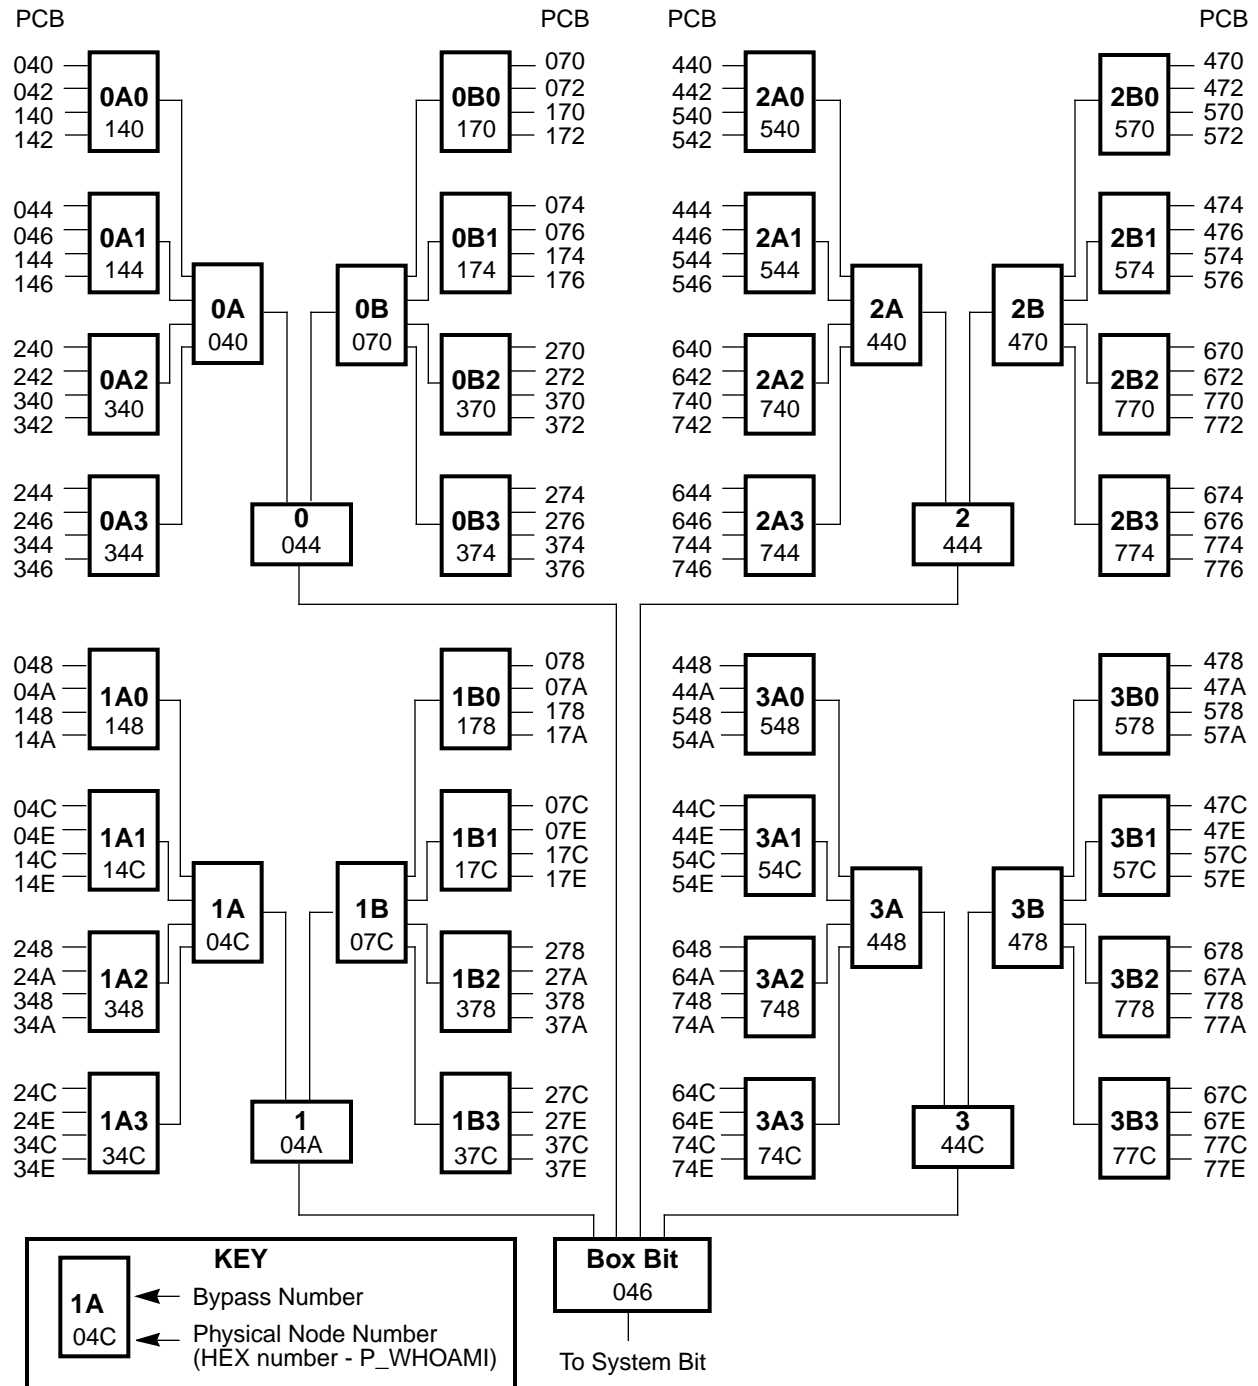 PCB PCB PCB PCB
040
042
140
142
0A0
140
0B0
170
070
072
170
172
440
442
540
542
2A0
540
2B0
570
470
472
570
572
044
046
144
146
0A1
144
0B1
174
074
076
174
176
444
446
544
546
2A1
544
2B1
574
474
476
574
576
0A
040
0B
070
2A
440
2B
470
240
242
340
342
0A2
340
0B2
370
270
272
370
372
640
642
740
742
2A2
740
2B2
770
670
672
770
772
244
246
344
346
0A3
344
0
044
0B3
374
274
276
374
376
644
646
744
746
2A3
744
2
444
2B3
774
674
676
774
776
048
04A
148
14A
1A0
148
1B0
178
078
07A
178
17A
448
44A
548
54A
3A0
548
3B0
578
478
47A
578
57A
04C
04E
14C
14E
1A1
14C
1B1
17C
07C
07E
17C
17E
44C
44E
54C
54E
3A1
54C
3B1
57C
47C
47E
57C
57E
1A
04C
1B
07C
3A
448
3B
478
248
24A
348
34A
1A2
348
1B2
378
278
27A
378
37A
648
64A
748
74A
3A2
748
3B2
778
678
67A
778
77A
24C
24E
34C
34E
1A3
34C
1
04A
1B3
37C
27C
27E
37C
37E
64C
64E
74C
74E
3A3
74C
3
44C
3B3
77C
67C
67E
77C
77E
KEY
1A
04C
Bypass Number
Physical Node Number
(HEX number - P_WHOAMI)
Box Bit
046
To System Bit